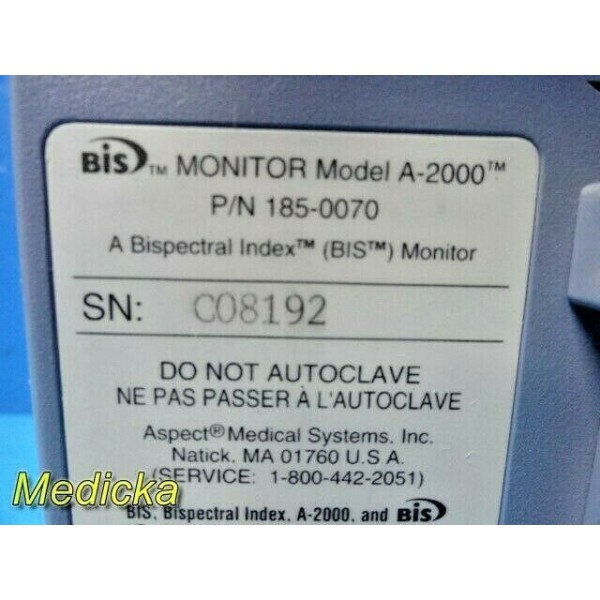 BIS™ MONITOR Model A-2000™
P/N 185-0070
A Bispectral Index™ (BIS™) Monitor
SN: C08192
DO NOT AUTOCLAVE
NE PAS PASSER À L'AUTOCLAVE
Aspect® Medical Systems, Inc.
Natick, MA 01760 U.S.A.
(SERVICE: 1-800-442-2051)
Medicka
BIS, Bispectral Index, A-2000, and BIS